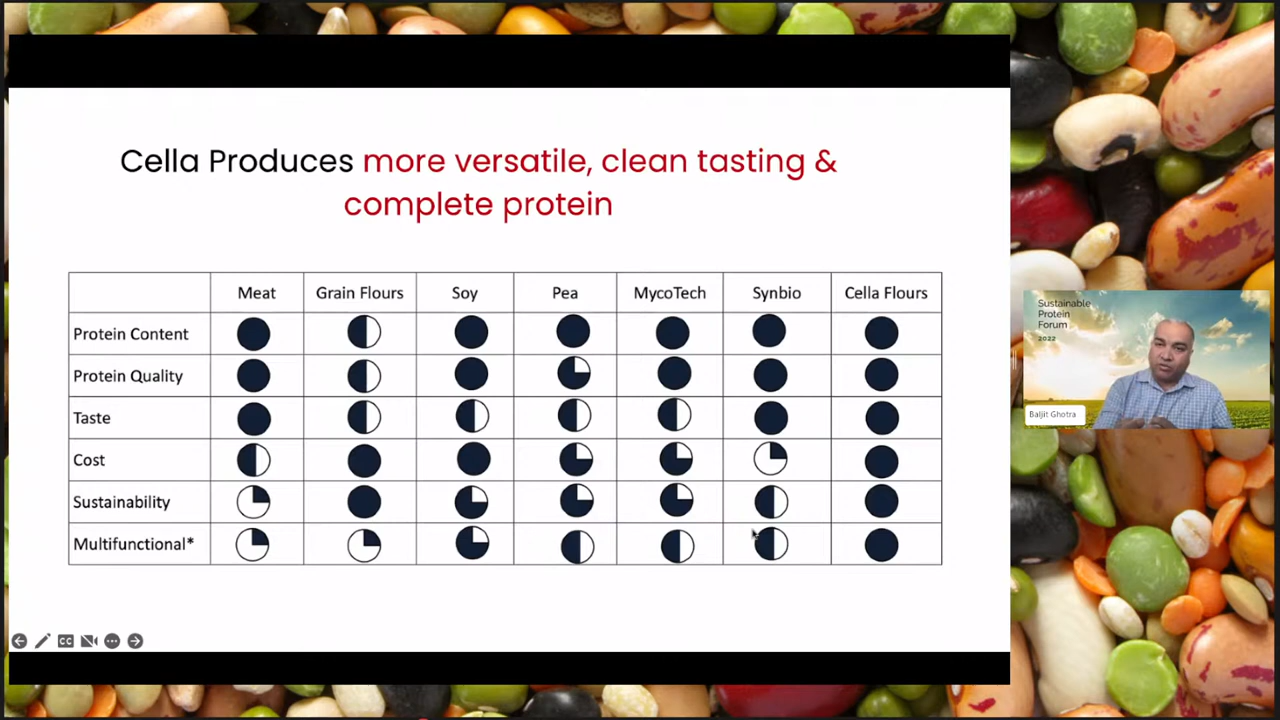 Cella Produces more versatile, clean tasting &
complete protein
Meat Grain Flours Soy Pea MycoTech Synbio Cella Flours
Protein Content
Protein Quality
Taste
Cost
Sustainability
Multifunctional*
Sustainable
Protein
Forum
2022
Baljit Ghotra
CC